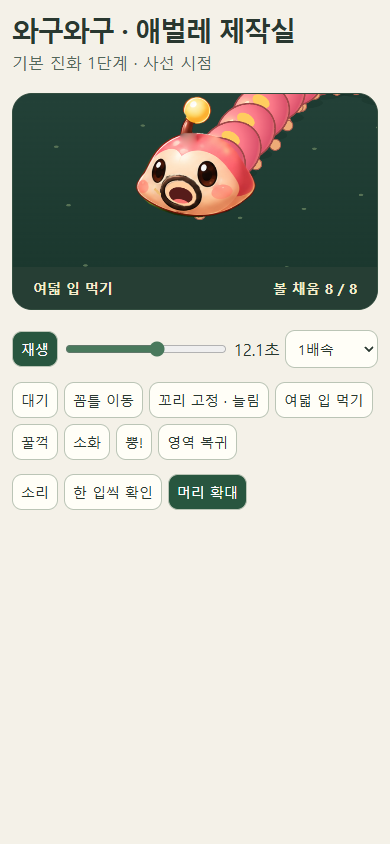 와구와구 · 애벌레 제작실
기본 진화 1단계 · 사선 시점
여덟 입 먹기 볼 채움 8 / 8
재생 12.1초 1배속
대기 꼼틀 이동 꼬리 고정 · 늘림 여덟 입 먹기
꿀꺽 소화 뿡! 영역 복귀
소리 한 입씩 확인 머리 확대